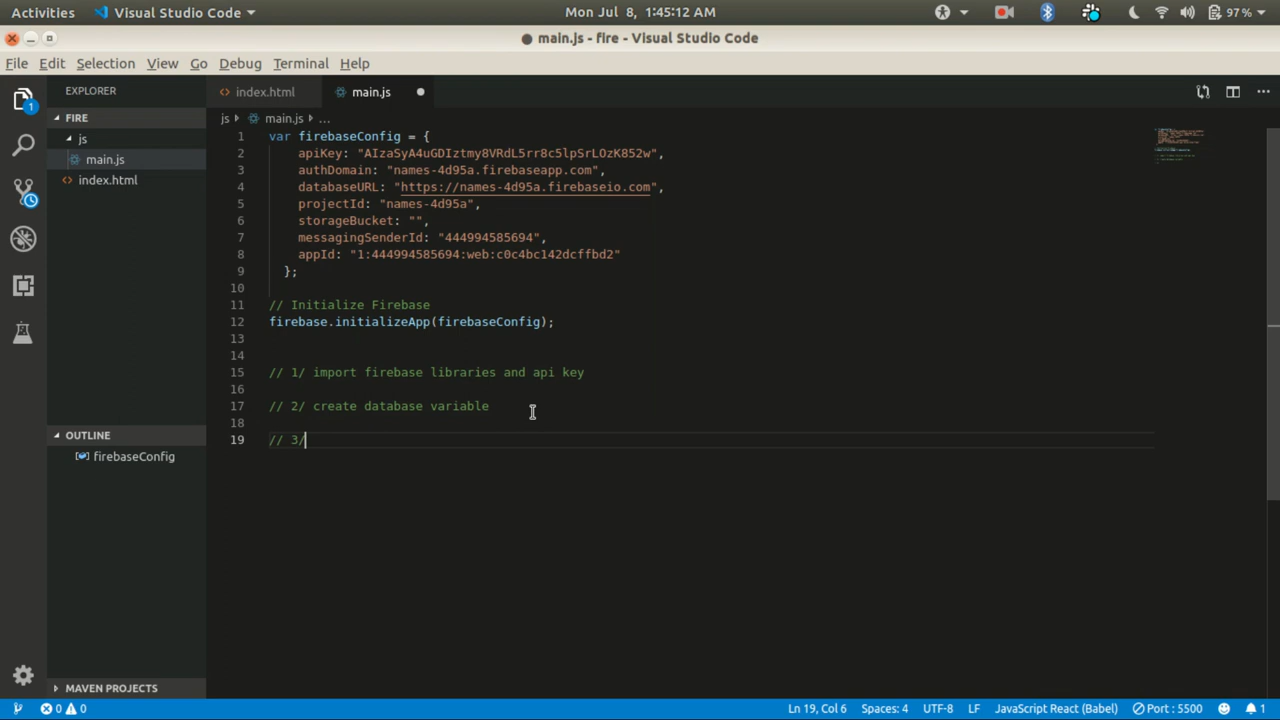 Activities
Visual Studio Code
Mon Jul 8, 1:45:12 AM
97%
main.js - fire - Visual Studio Code
File Edit Selection View Go Debug Terminal Help
EXPLORER
index.html
main.js
FIRE
js
main.js
index.html
js main.js ...
1 var firebaseConfig = {
2 apiKey: "AIzaSyA4uGDIztmy8VRdL5rr8c5lpSrLOzK852w",
3 authDomain: "names-4d95a.firebaseapp.com",
4 databaseURL: "https://names-4d95a.firebaseio.com",
5 projectId: "names-4d95a",
6 storageBucket: "",
7 messagingSenderId: "444994585694",
8 appId: "1:444994585694:web:c0c4bc142dcffbd2"
9 };
10
11 // Initialize Firebase
12 firebase.initializeApp(firebaseConfig);
13
14
15 // 1/ import firebase libraries and api key
16
17 // 2/ create database variable
18
19 // 3/
1
OUTLINE
firebaseConfig
MAVEN PROJECTS
0 0
Ln 19, Col 6
Spaces: 4
UTF-8
LF
JavaScript React (Babel)
Port : 5500
1